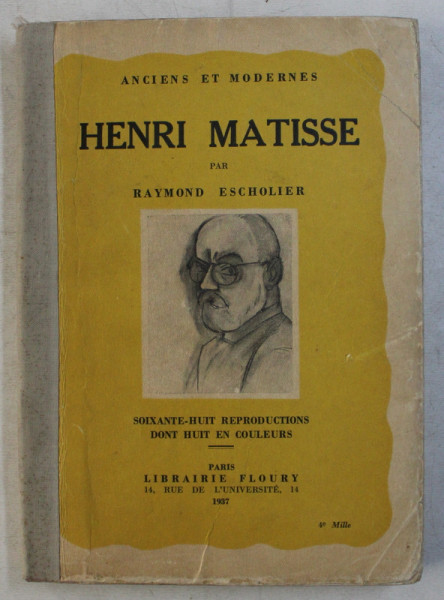 ANCIENS ET MODERNES
HENRI MATISSE
PAR
RAYMOND ESCHOLIER
SOIXANTE-HUIT REPRODUCTIONS
DONT HUIT EN COULEURS
PARIS
LIBRAIRIE FLOURY
14, RUE DE L'UNIVERSITÉ, 14
1937
4e Mille